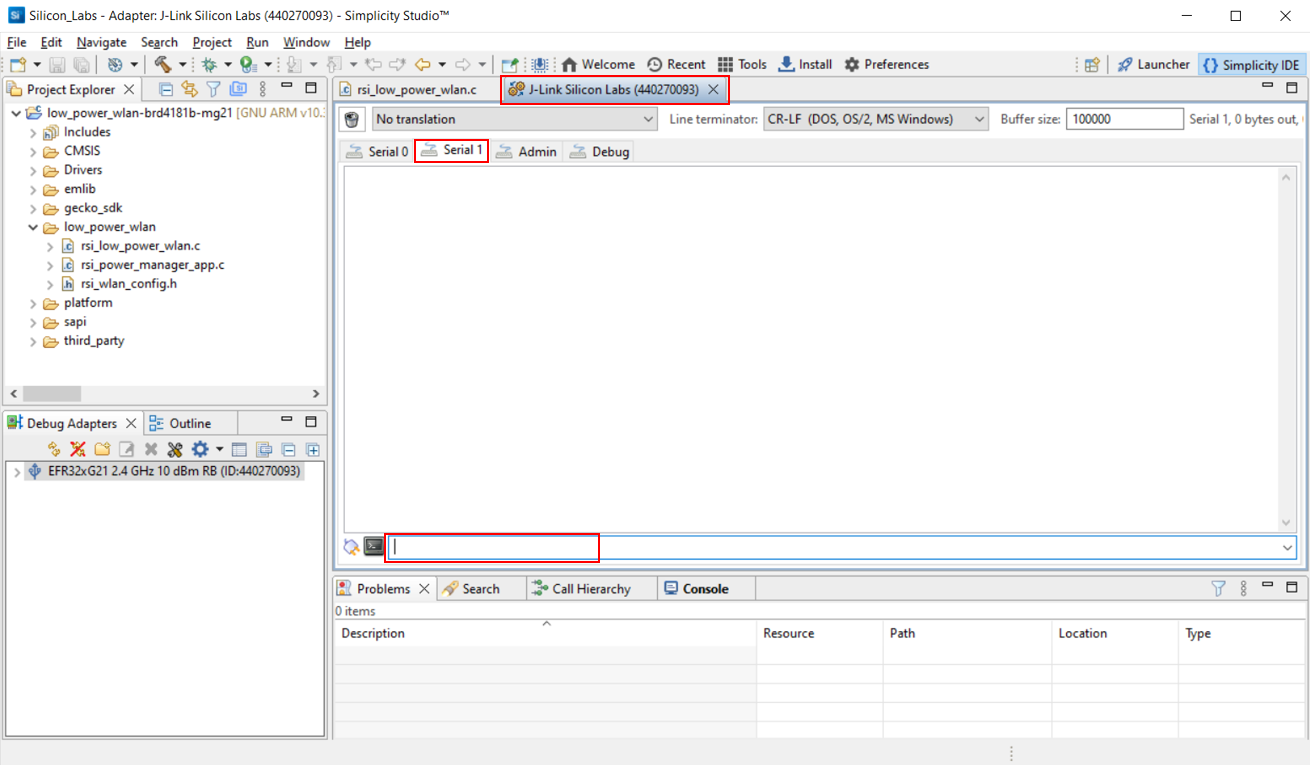 Silicon_Labs - Adapter: J-Link Silicon Labs (440270093) - Simplicity Studio™
File Edit Navigate Search Project Run Window Help
Welcome Recent Tools Install Preferences Launcher Simplicity IDE
Project Explorer
low_power_wlan-brd4181b-mg21 [GNU ARM v10.3
Includes
CMSIS
Drivers
emlib
gecko_sdk
low_power_wlan
rsi_low_power_wlan.c
rsi_power_manager_app.c
rsi_wlan_config.h
platform
sapi
third_party
Debug Adapters Outline
EFR32xG21 2.4 GHz 10 dBm RB (ID:440270093)
rsi_low_power_wlan.c J-Link Silicon Labs (440270093)
No translation Line terminator: CR-LF (DOS, OS/2, MS Windows) Buffer size: 100000 Serial 1, 0 bytes out,
Serial 0 Serial 1 Admin Debug
Problems Search Call Hierarchy Console
0 items
Description Resource Path Location Type